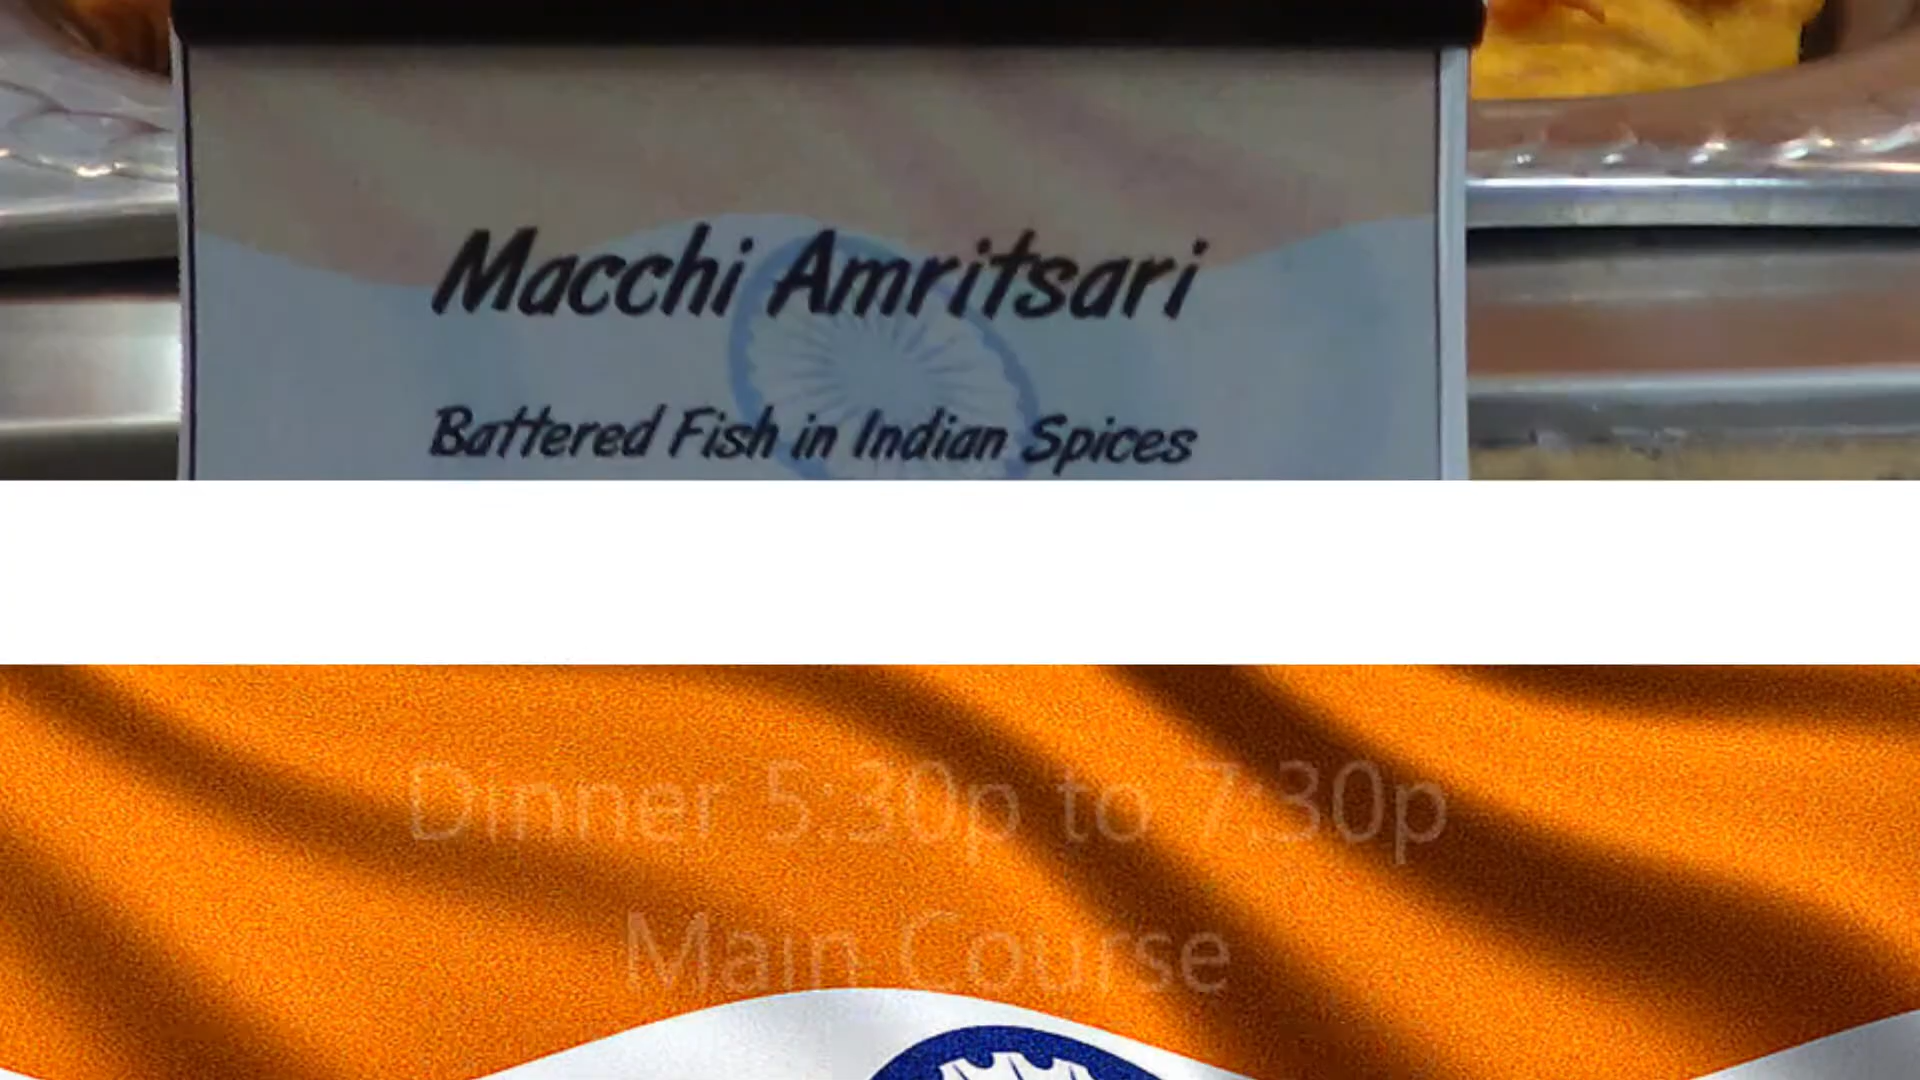 Macchi Amritsari
Battered Fish in Indian Spices
Dinner 5:30p to 7:30p
Main Course